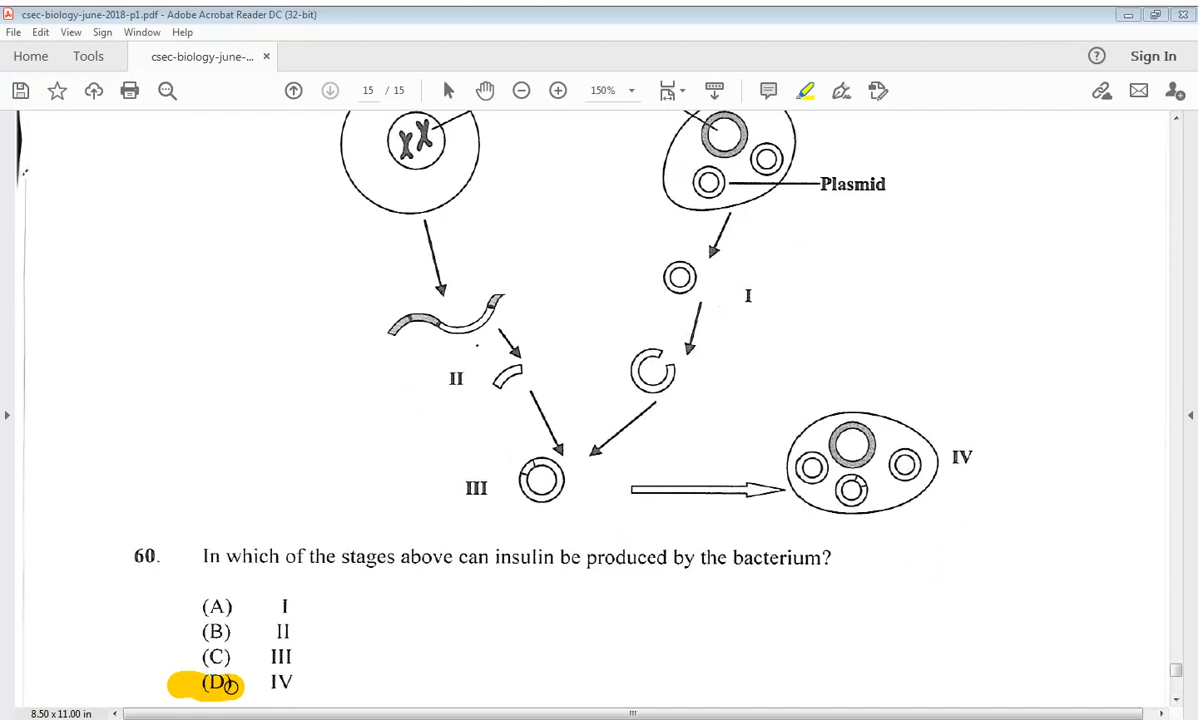 csec-biology-june-2018-p1.pdf - Adobe Acrobat Reader DC (32-bit)
File Edit View Sign Window Help
Home Tools csec-biology-june-... × Sign In
15 / 15 150%
Plasmid
I
II
III
IV
60. In which of the stages above can insulin be produced by the bacterium?
(A) I
(B) II
(C) III
(D) IV
8.50 x 11.00 in